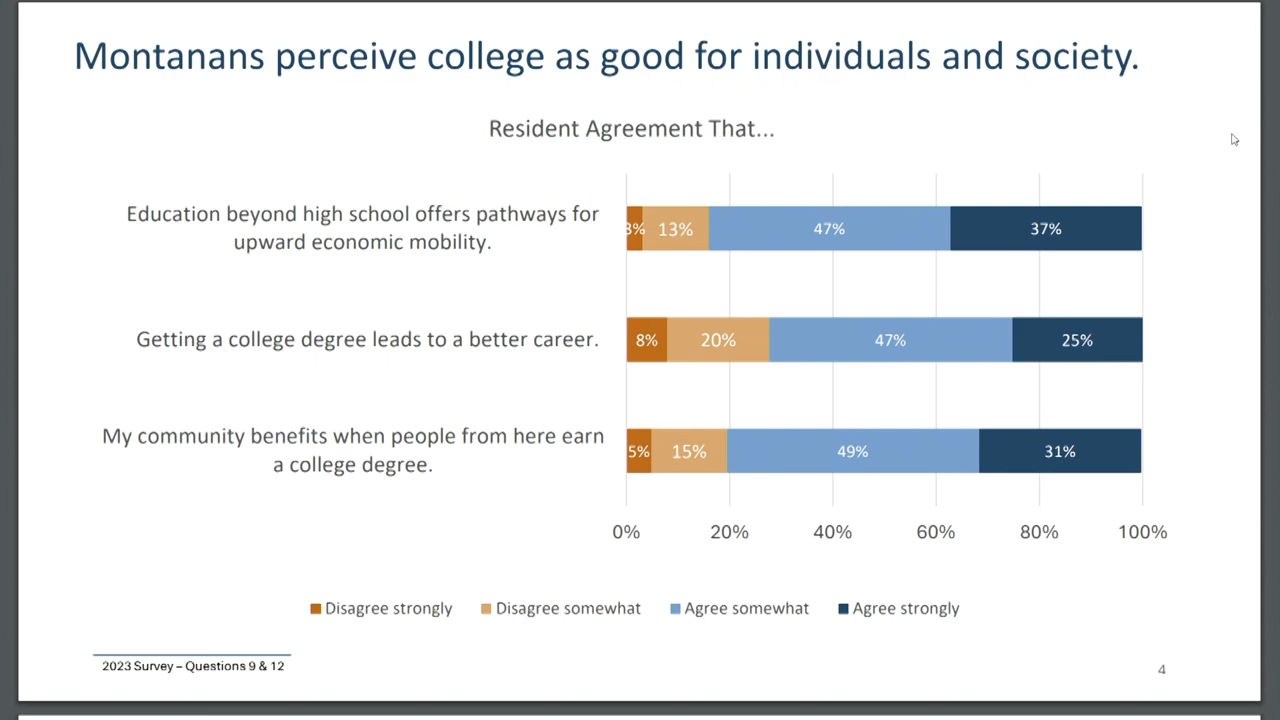 Montanans perceive college as good for individuals and society.
Resident Agreement That...
Education beyond high school offers pathways for
upward economic mobility.
3% 13% 47% 37%
Getting a college degree leads to a better career.
8% 20% 47% 25%
My community benefits when people from here earn
a college degree.
5% 15% 49% 31%
0% 20% 40% 60% 80% 100%
Disagree strongly Disagree somewhat Agree somewhat Agree strongly
2023 Survey – Questions 9 & 12
4